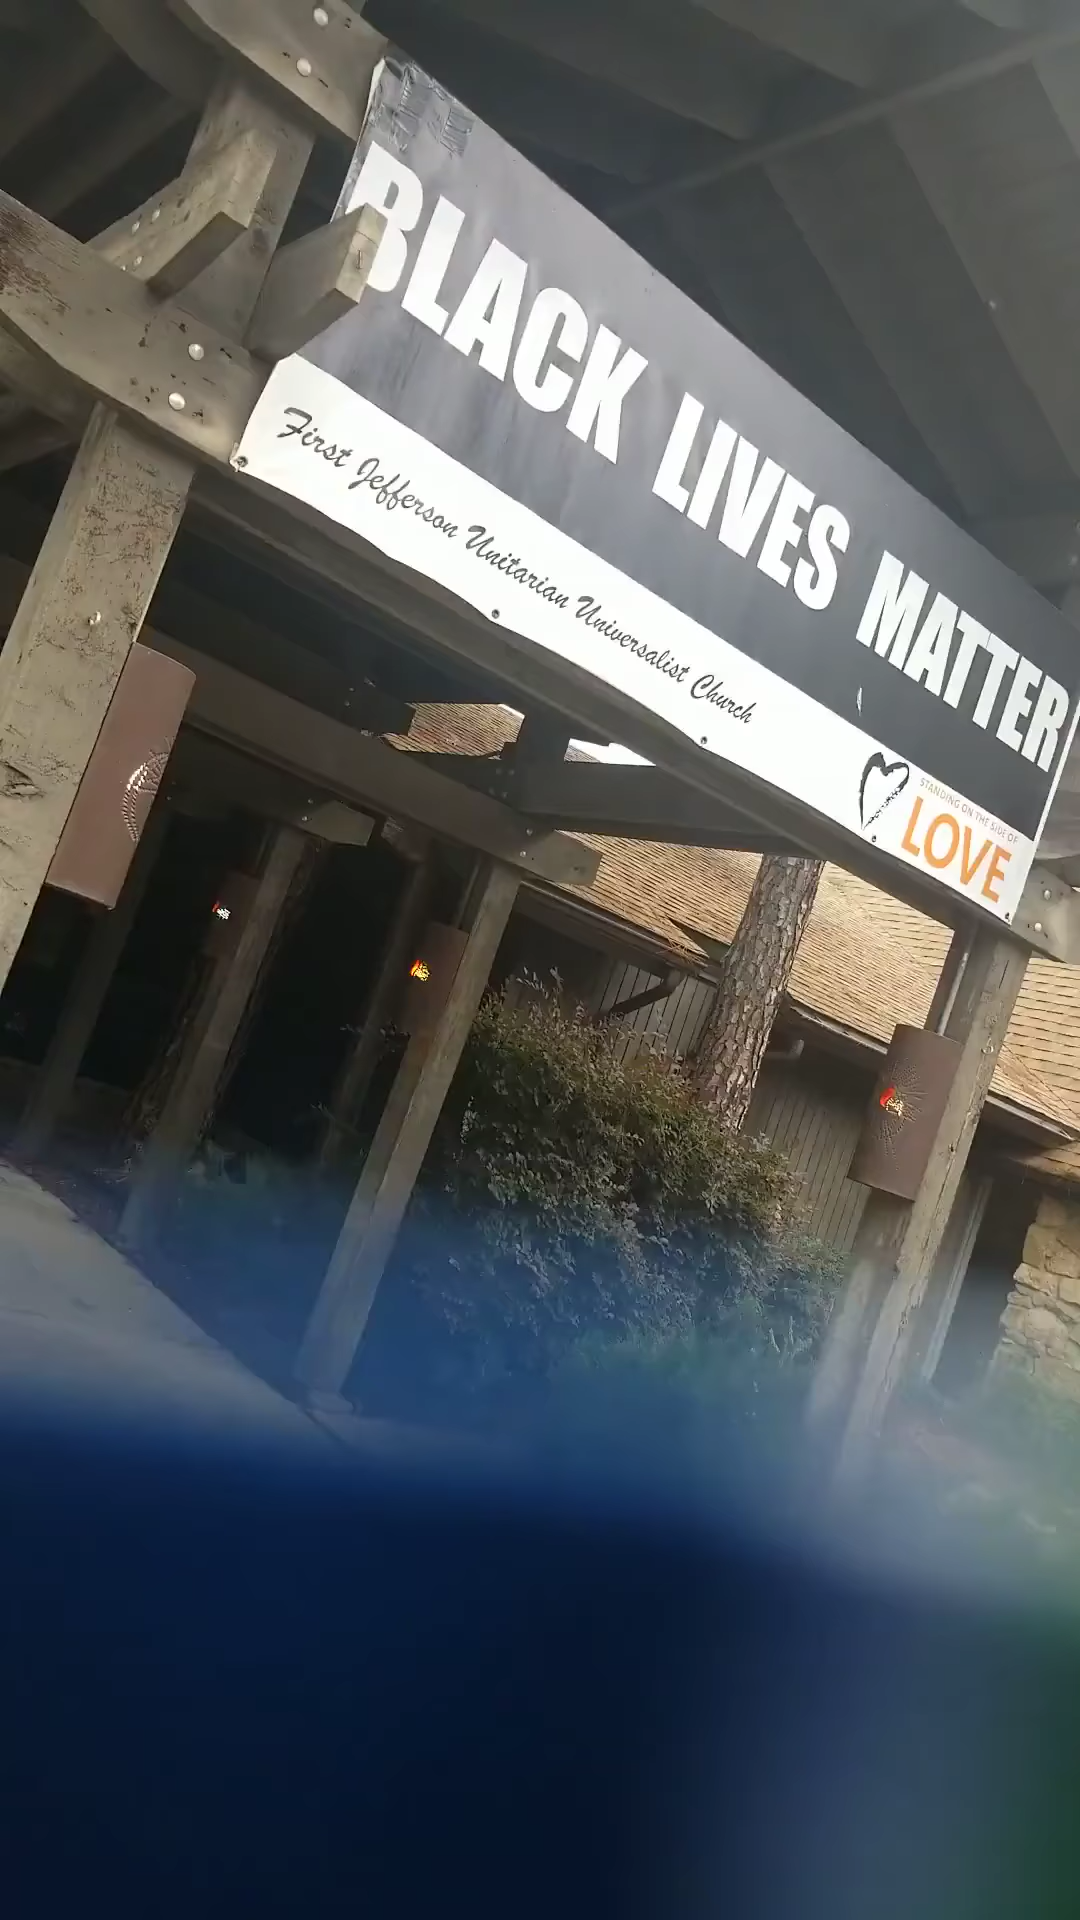 BLACK LIVES MATTER
First Jefferson Unitarian Universalist Church
STANDING ON THE SIDE OF
LOVE